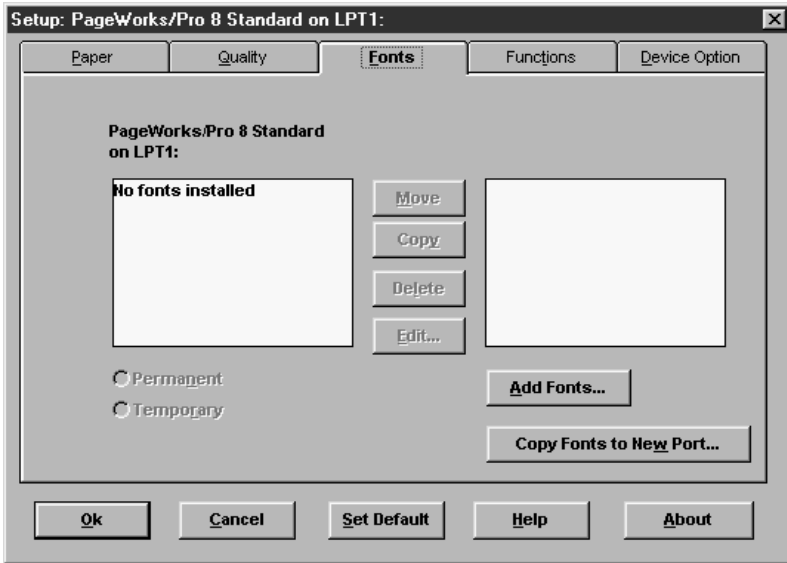 Setup: PageWorks/Pro 8 Standard on LPT1:
Paper
Quality
Fonts
Functions
Device Option
PageWorks/Pro 8 Standard
on LPT1:
No fonts installed
Move
Copy
Delete
Edit...
Permanent
Temporary
Add Fonts...
Copy Fonts to New Port...
Ok
Cancel
Set Default
Help
About